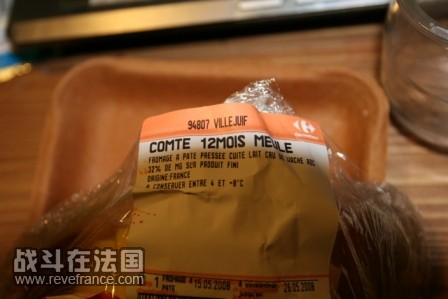 94807 VILLEJUIF
COMTE 12MOIS MEULE
FROMAGE A PATE PRESSEE CUITE LAIT CRU DE VACHE AOC
32% DE MG SUR PRODUIT FINI
ORIGINE:FRANCE
* CONSERVER ENTRE 4 ET +8°C
FROMAGE A 15.05.2008 26.05.2008
PATE
战斗在法国
www.revefrance.com